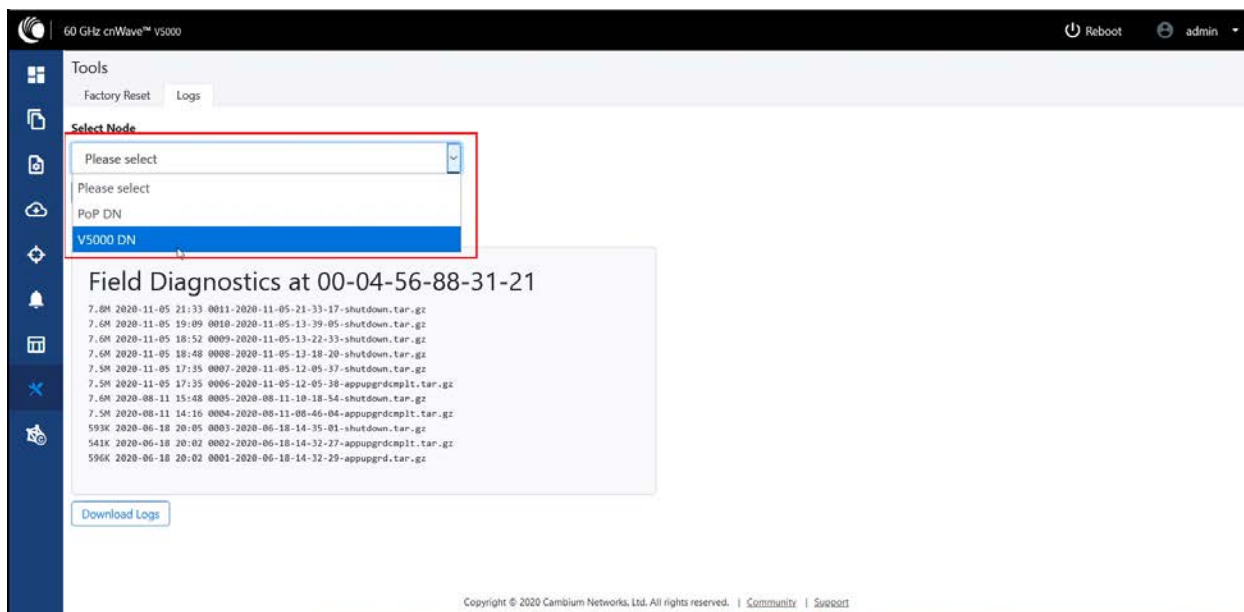 60 GHz cnWave™ V5000
Reboot
admin
Tools
Factory Reset Logs
Select Node
Please select
Please select
PoP DN
V5000 DN
Field Diagnostics at 00-04-56-88-31-21
7.8M 2020-11-05 21:33 0011-2020-11-05-21-33-17-shutdown.tar.gz
7.6M 2020-11-05 19:09 0010-2020-11-05-13-39-05-shutdown.tar.gz
7.6M 2020-11-05 18:52 0009-2020-11-05-13-22-33-shutdown.tar.gz
7.6M 2020-11-05 18:48 0008-2020-11-05-13-18-20-shutdown.tar.gz
7.5M 2020-11-05 17:35 0007-2020-11-05-12-05-37-shutdown.tar.gz
7.5M 2020-11-05 17:35 0006-2020-11-05-12-05-38-appupgrdcmplt.tar.gz
7.6M 2020-08-11 15:48 0005-2020-08-11-10-18-54-shutdown.tar.gz
7.5M 2020-08-11 14:16 0004-2020-08-11-08-46-04-appupgrdcmplt.tar.gz
593K 2020-06-18 20:05 0003-2020-06-18-14-35-01-shutdown.tar.gz
541K 2020-06-18 20:02 0002-2020-06-18-14-32-27-appupgrdcmplt.tar.gz
596K 2020-06-18 20:02 0001-2020-06-18-14-32-29-appupgrd.tar.gz
Download Logs
Copyright © 2020 Cambium Networks, Ltd. All rights reserved. | Community | Support